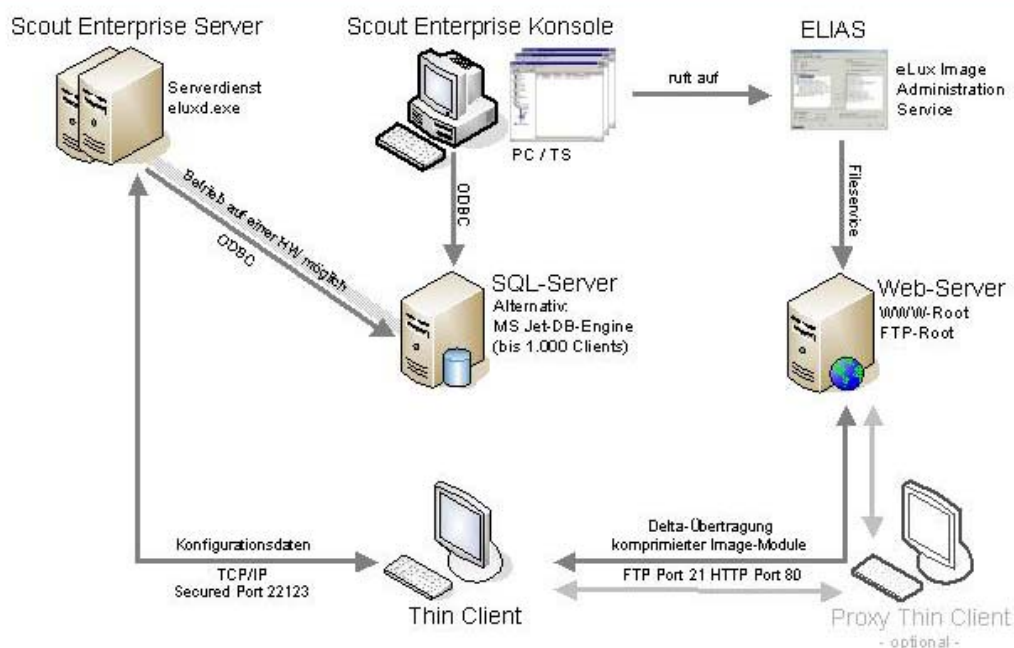 Scout Enterprise Server
Scout Enterprise Konsole
ELIAS
Serverdienst
eluxd.exe
PC / TS
ruft auf
eLux Image
Administration
Service
Betrieb auf einer HW möglich
ODBC
ODBC
Fileservice
SQL-Server
Alternativ:
MS Jet-DB-Engine
(bis 1.000 Clients)
Web-Server
WWW-Root
FTP-Root
Konfigurationsdaten
TCP/IP
Secured Port 22123
Thin Client
Delta-Übertragung
komprimierter Image-Module
FTP Port 21 HTTP Port 80
Proxy Thin Client
- optional -